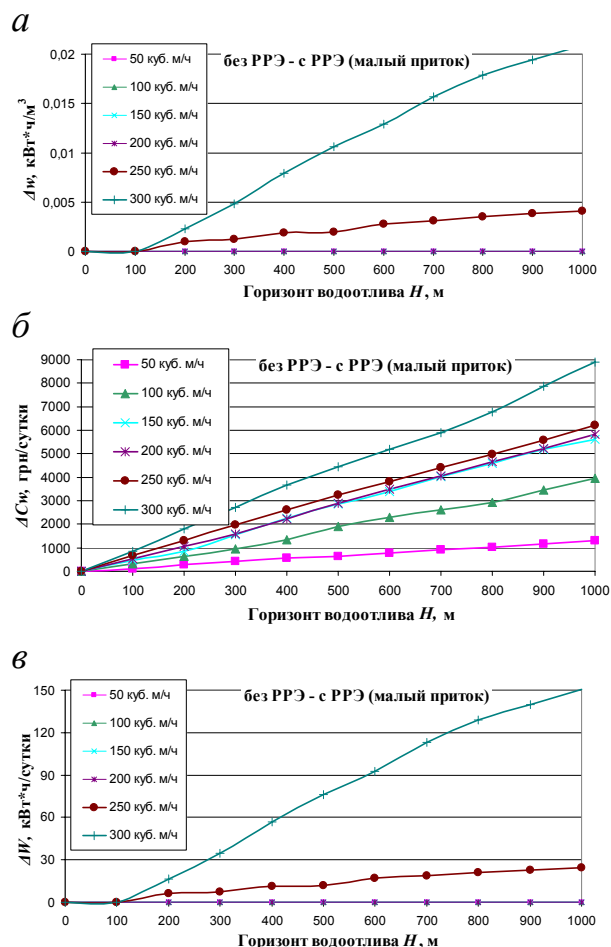 а
без РРЭ - с РРЭ (малый приток)
Δw, кВт*ч/м³
0,02
0,015
0,01
0,005
0
50 куб. м/ч
100 куб. м/ч
150 куб. м/ч
200 куб. м/ч
250 куб. м/ч
300 куб. м/ч
0 100 200 300 400 500 600 700 800 900 1000
Горизонт водоотлива H, м
б
без РРЭ - с РРЭ (малый приток)
ΔCw, грн/сутки
9000
8000
7000
6000
5000
4000
3000
2000
1000
0
50 куб. м/ч
100 куб. м/ч
150 куб. м/ч
200 куб. м/ч
250 куб. м/ч
300 куб. м/ч
0 100 200 300 400 500 600 700 800 900 1000
Горизонт водоотлива H, м
в
без РРЭ - с РРЭ (малый приток)
ΔW, кВт*ч/сутки
150
120
90
60
30
0
50 куб. м/ч
100 куб. м/ч
150 куб. м/ч
200 куб. м/ч
250 куб. м/ч
300 куб. м/ч
0 100 200 300 400 500 600 700 800 900 1000
Горизонт водоотлива H, м